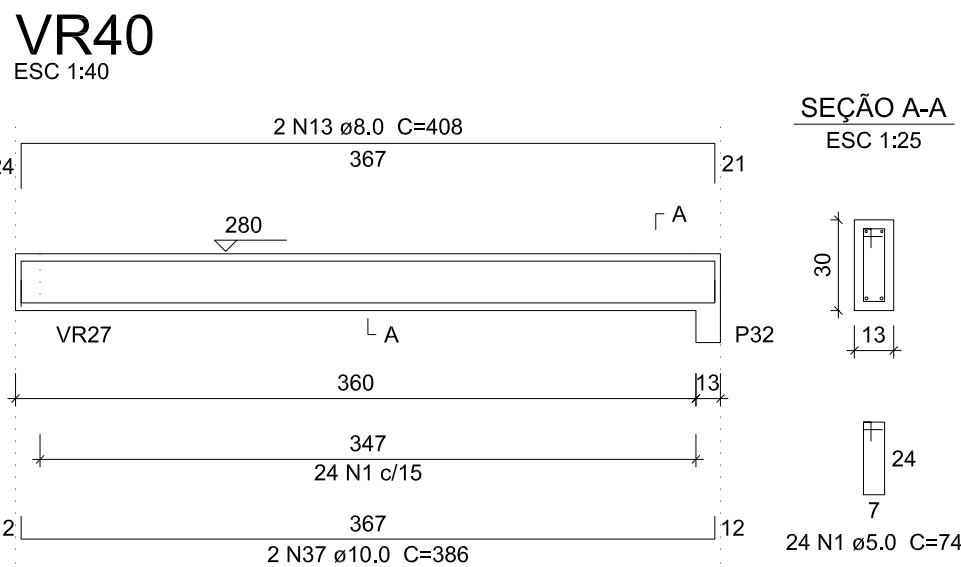 VR40
ESC 1:40
SEÇÃO A-A
ESC 1:25
2 N13 ø8.0 C=408
24
367
21
280
A
30
VR27
A
P32
13
360
13
347
24 N1 c/15
24
7
24 N1 ø5.0 C=74
2
367
12
2 N37 ø10.0 C=386